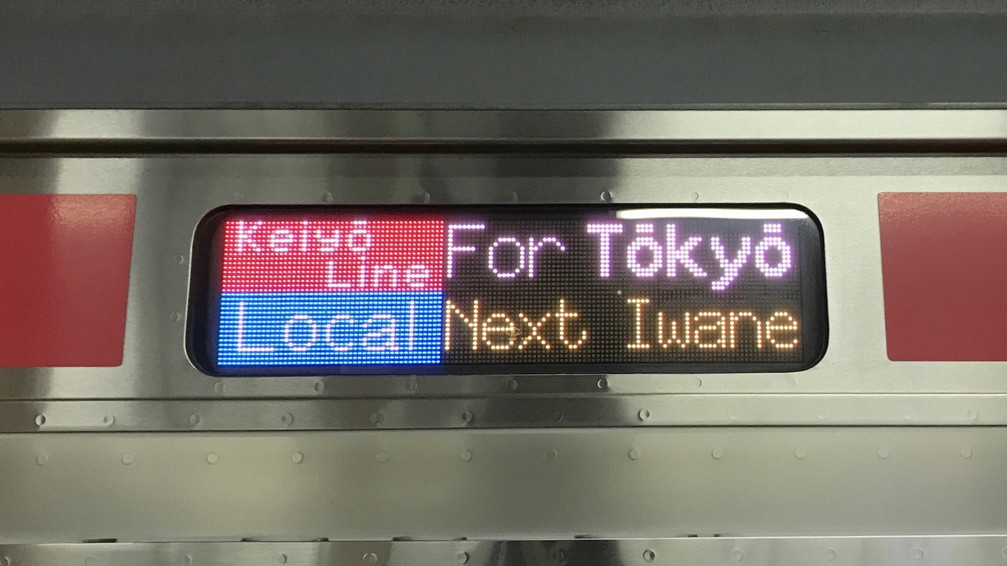 Keiyō
Line
For Tōkyō
Local
Next Iwane